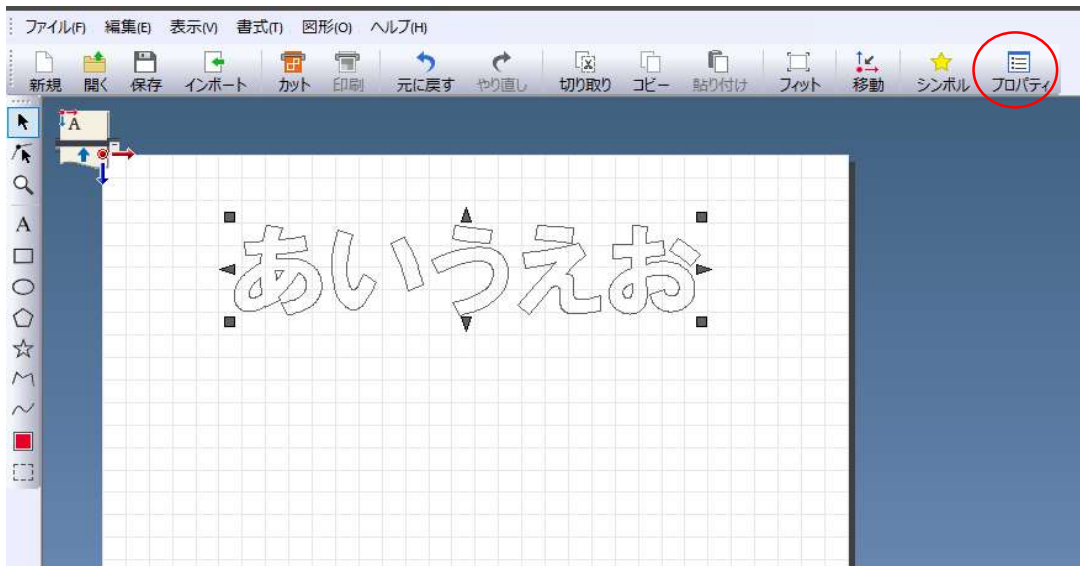 ファイル(F) 編集(E) 表示(V) 書式(T) 図形(O) ヘルプ(H)
新規 開く 保存 インポート カット 印刷 元に戻す やり直し 切り取り コピー 貼り付け フィット 移動 シンボル プロパティ
A
A
あいうえお